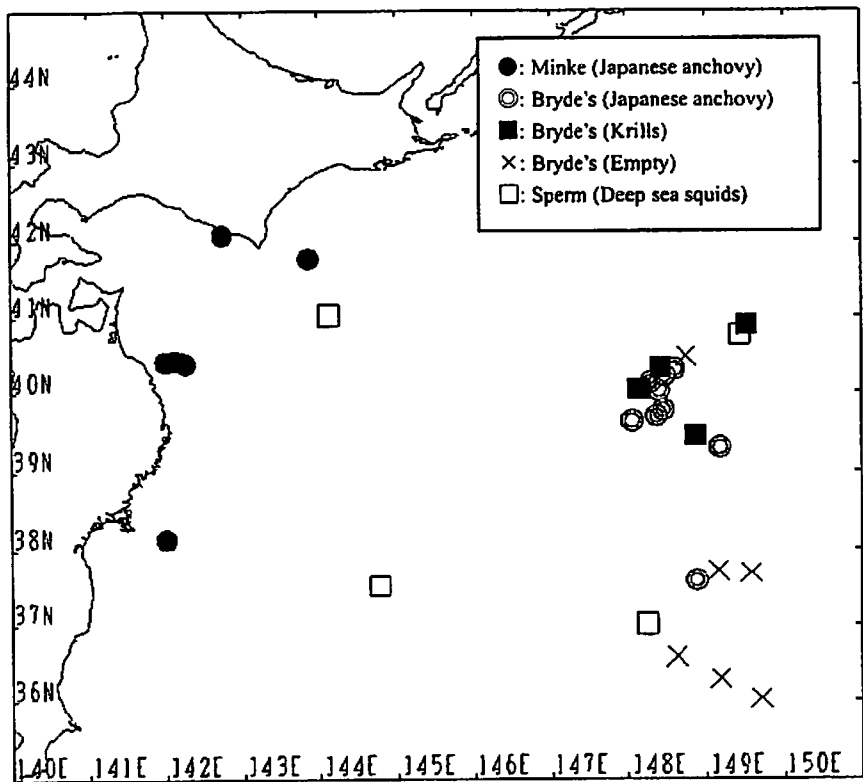 44N
43N
42N
41N
40N
39N
38N
37N
36N
●: Minke (Japanese anchovy)
◎: Bryde's (Japanese anchovy)
■: Bryde's (Krills)
×: Bryde's (Empty)
□: Sperm (Deep sea squids)
140E 141E 142E 143E 144E 145E 146E 147E 148E 149E 150E